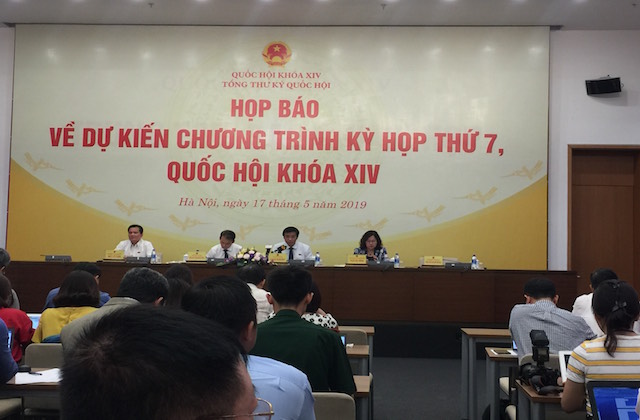 QUỐC HỘI KHÓA XIV
TỔNG THƯ KÝ QUỐC HỘI
HỌP BÁO
VỀ DỰ KIẾN CHƯƠNG TRÌNH KỲ HỌP THỨ 7,
QUỐC HỘI KHÓA XIV
Hà Nội, ngày 17 tháng 5 năm 2019